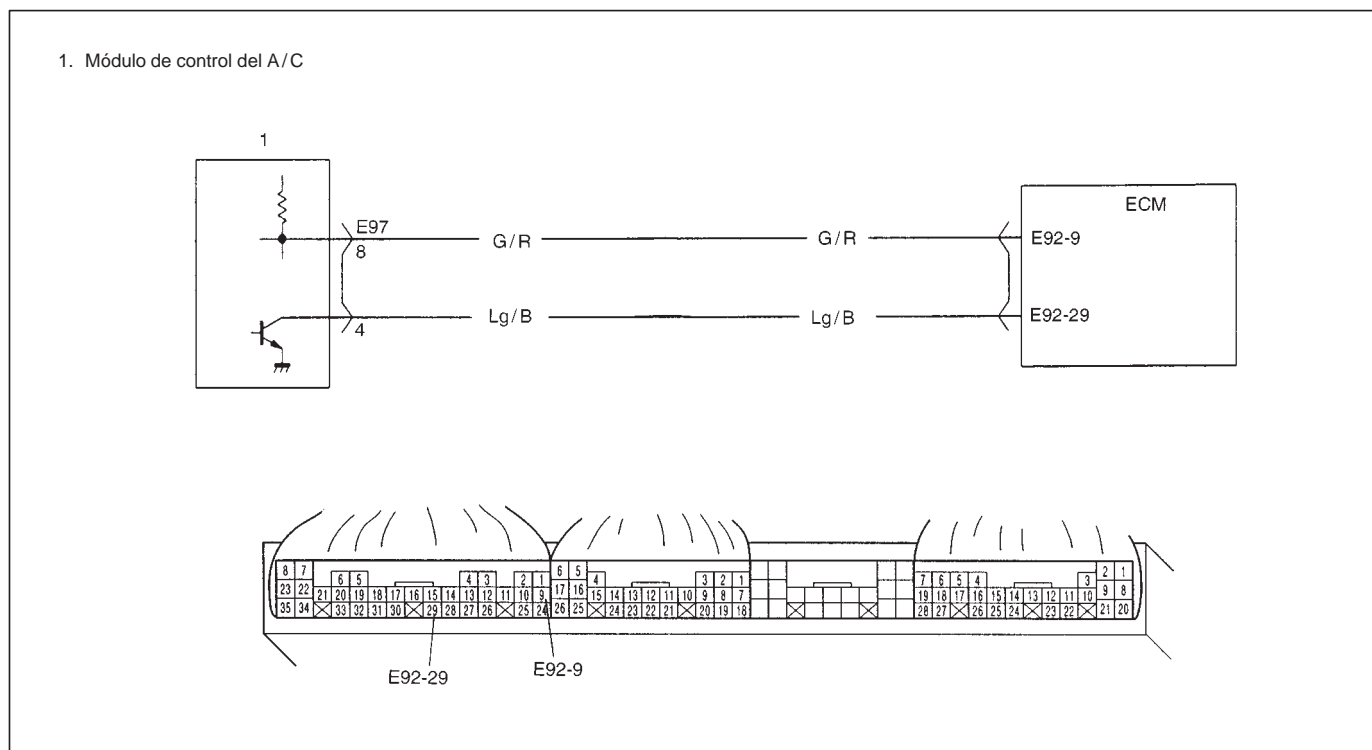 1. Módulo de control del A/C
1
ECM
E97
8
G/R
G/R
E92-9
4
Lg/B
Lg/B
E92-29
8 7 6 5 4 3 2 1
23 22 21 20 19 18 17 16 15 14 13 12 11 10 9
35 34 33 32 31 30 29 28 27 26 25 24
6 5 4 3 2 1
17 16 15 14 13 12 11 10 9 8 7
26 25 24 23 22 21 20 19 18
7 6 5 4 3 2 1
19 18 17 16 15 14 13 12 11 10 9 8
28 27 26 25 24 23 22 21 20
E92-29
E92-9